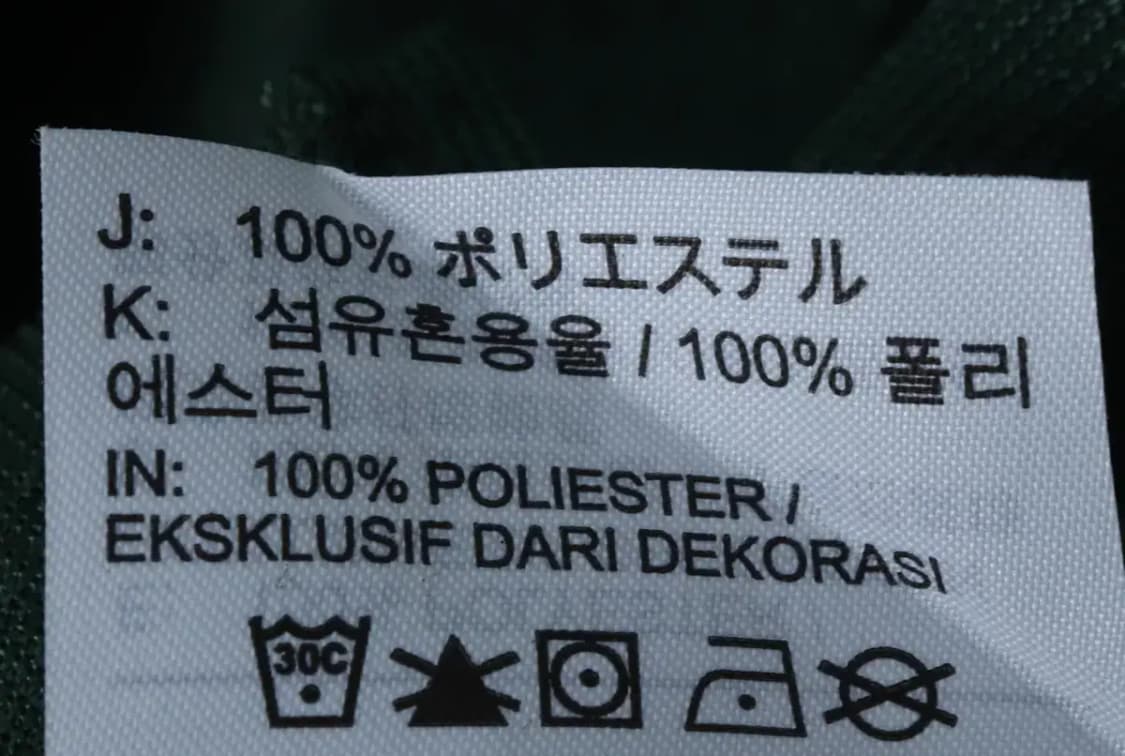 J: 100% ポリエステル
K: 섬유혼용율 / 100% 폴리
에스터
IN: 100% POLIESTER /
EKSKLUSIF DARI DEKORASI
30C